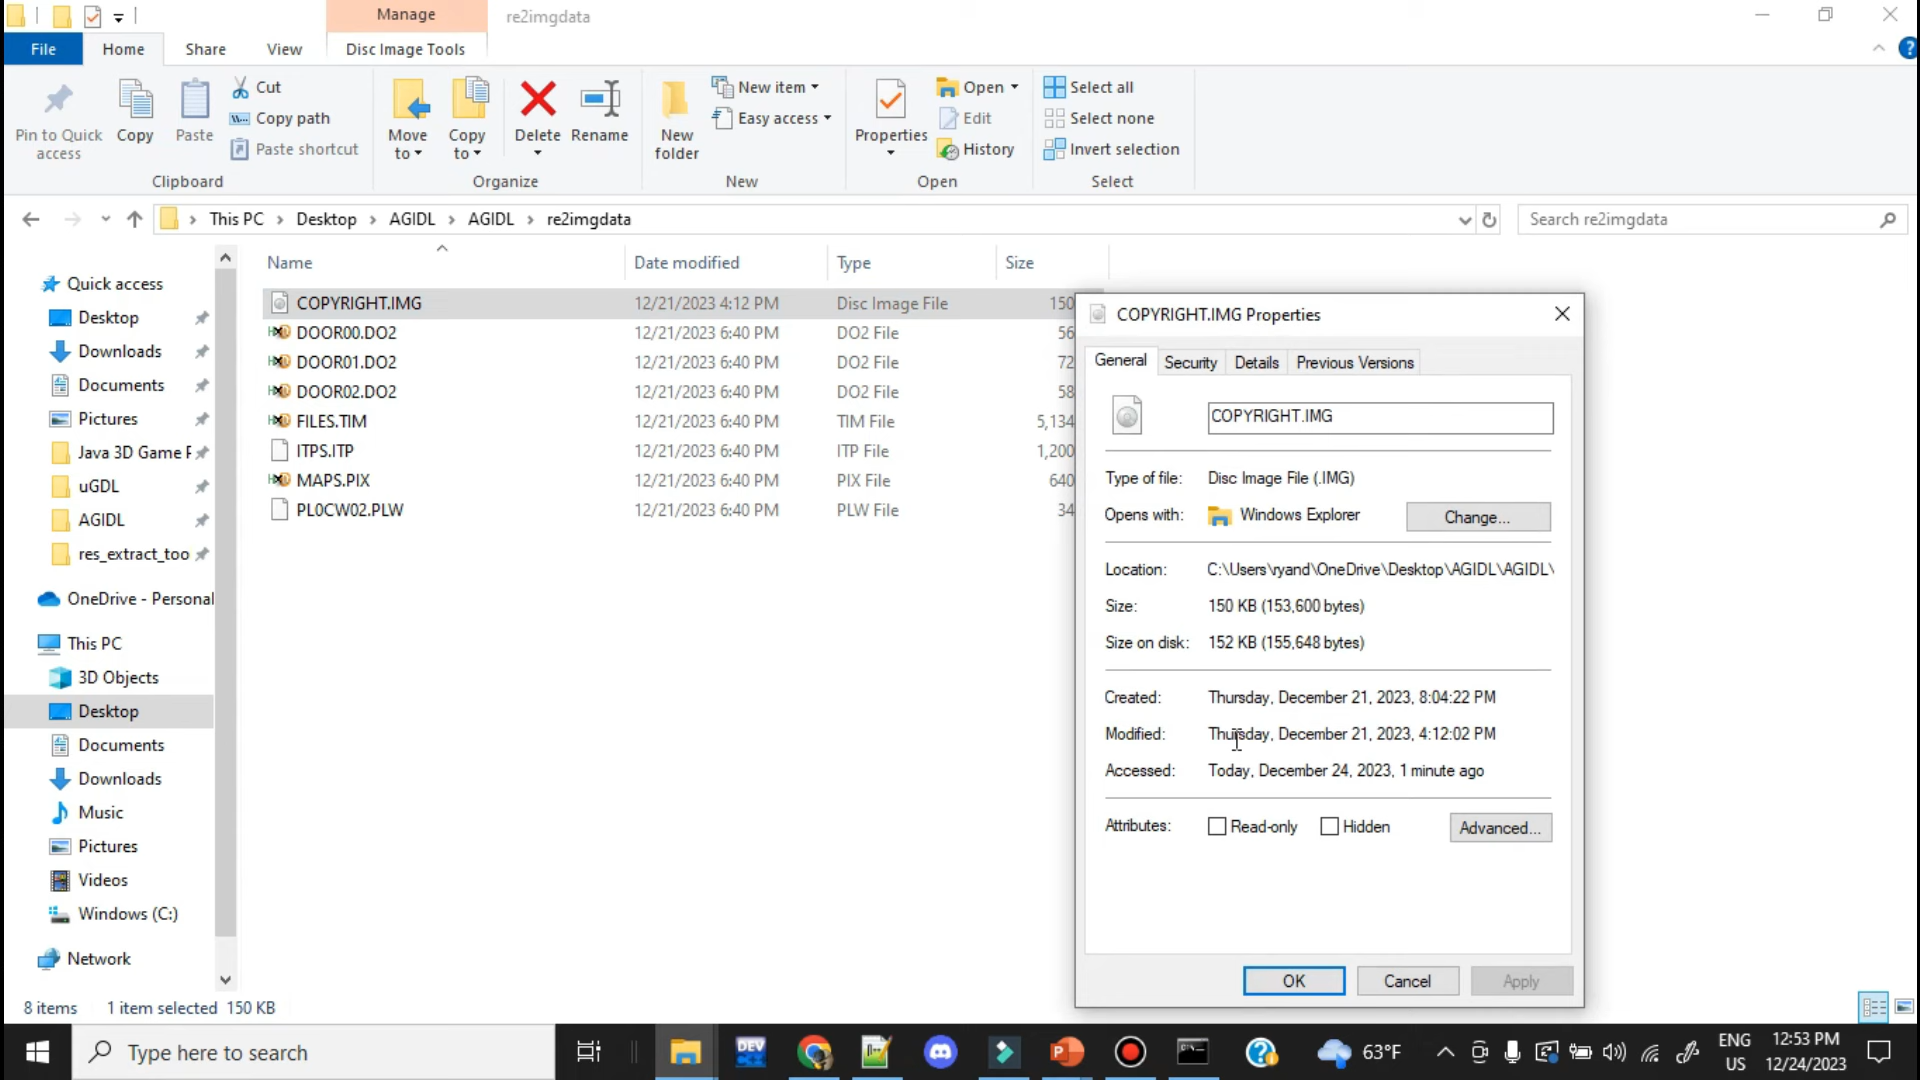 Manage
re2imgdata
File
Home
Share
View
Disc Image Tools
Pin to Quick access
Copy
Paste
Cut
Copy path
Paste shortcut
Clipboard
Move to
Copy to
Delete
Rename
Organize
New folder
New item
Easy access
New
Properties
Open
Edit
History
Open
Select all
Select none
Invert selection
Select
This PC > Desktop > AGIDL > AGIDL > re2imgdata
Search re2imgdata
Quick access
Desktop
Downloads
Documents
Pictures
Java 3D Game F
uGDL
AGIDL
res_extract_too
OneDrive - Personal
This PC
3D Objects
Desktop
Documents
Downloads
Music
Pictures
Videos
Windows (C:)
Network
Name Date modified Type Size
COPYRIGHT.IMG 12/21/2023 4:12 PM Disc Image File 150
DOOR00.DO2 12/21/2023 6:40 PM DO2 File 56
DOOR01.DO2 12/21/2023 6:40 PM DO2 File 72
DOOR02.DO2 12/21/2023 6:40 PM DO2 File 58
FILES.TIM 12/21/2023 6:40 PM TIM File 5,134
ITPS.ITP 12/21/2023 6:40 PM ITP File 1,200
MAPS.PIX 12/21/2023 6:40 PM PIX File 640
PL0CW02.PLW 12/21/2023 6:40 PM PLW File 34
COPYRIGHT.IMG Properties
General Security Details Previous Versions
COPYRIGHT.IMG
Type of file: Disc Image File (.IMG)
Opens with: Windows Explorer Change...
Location: C:\Users\ryand\OneDrive\Desktop\AGIDL\AGIDL\
Size: 150 KB (153,600 bytes)
Size on disk: 152 KB (155,648 bytes)
Created: Thursday, December 21, 2023, 8:04:22 PM
Modified: Thursday, December 21, 2023, 4:12:02 PM
Accessed: Today, December 24, 2023, 1 minute ago
Attributes: Read-only Hidden Advanced...
OK Cancel Apply
8 items 1 item selected 150 KB
Type here to search
DEV
63°F
ENG
US
12:53 PM
12/24/2023